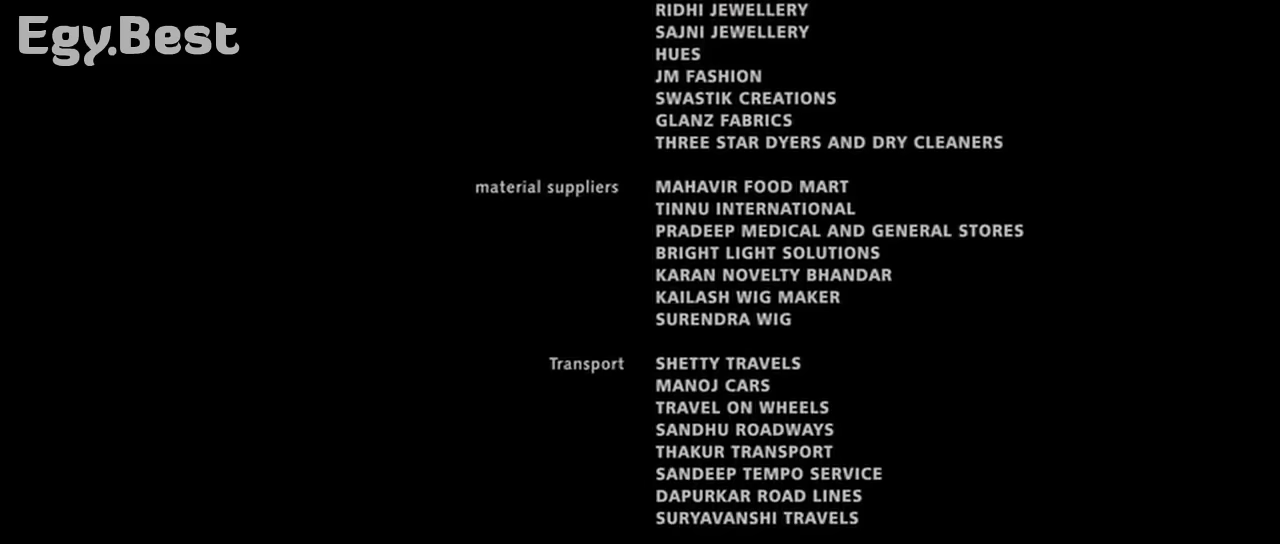 Egy.Best
RIDHI JEWELLERY
SAJNI JEWELLERY
HUES
JM FASHION
SWASTIK CREATIONS
GLANZ FABRICS
THREE STAR DYERS AND DRY CLEANERS
material suppliers MAHAVIR FOOD MART
TINNU INTERNATIONAL
PRADEEP MEDICAL AND GENERAL STORES
BRIGHT LIGHT SOLUTIONS
KARAN NOVELTY BHANDAR
KAILASH WIG MAKER
SURENDRA WIG
Transport SHETTY TRAVELS
MANOJ CARS
TRAVEL ON WHEELS
SANDHU ROADWAYS
THAKUR TRANSPORT
SANDEEP TEMPO SERVICE
DAPURKAR ROAD LINES
SURYAVANSHI TRAVELS